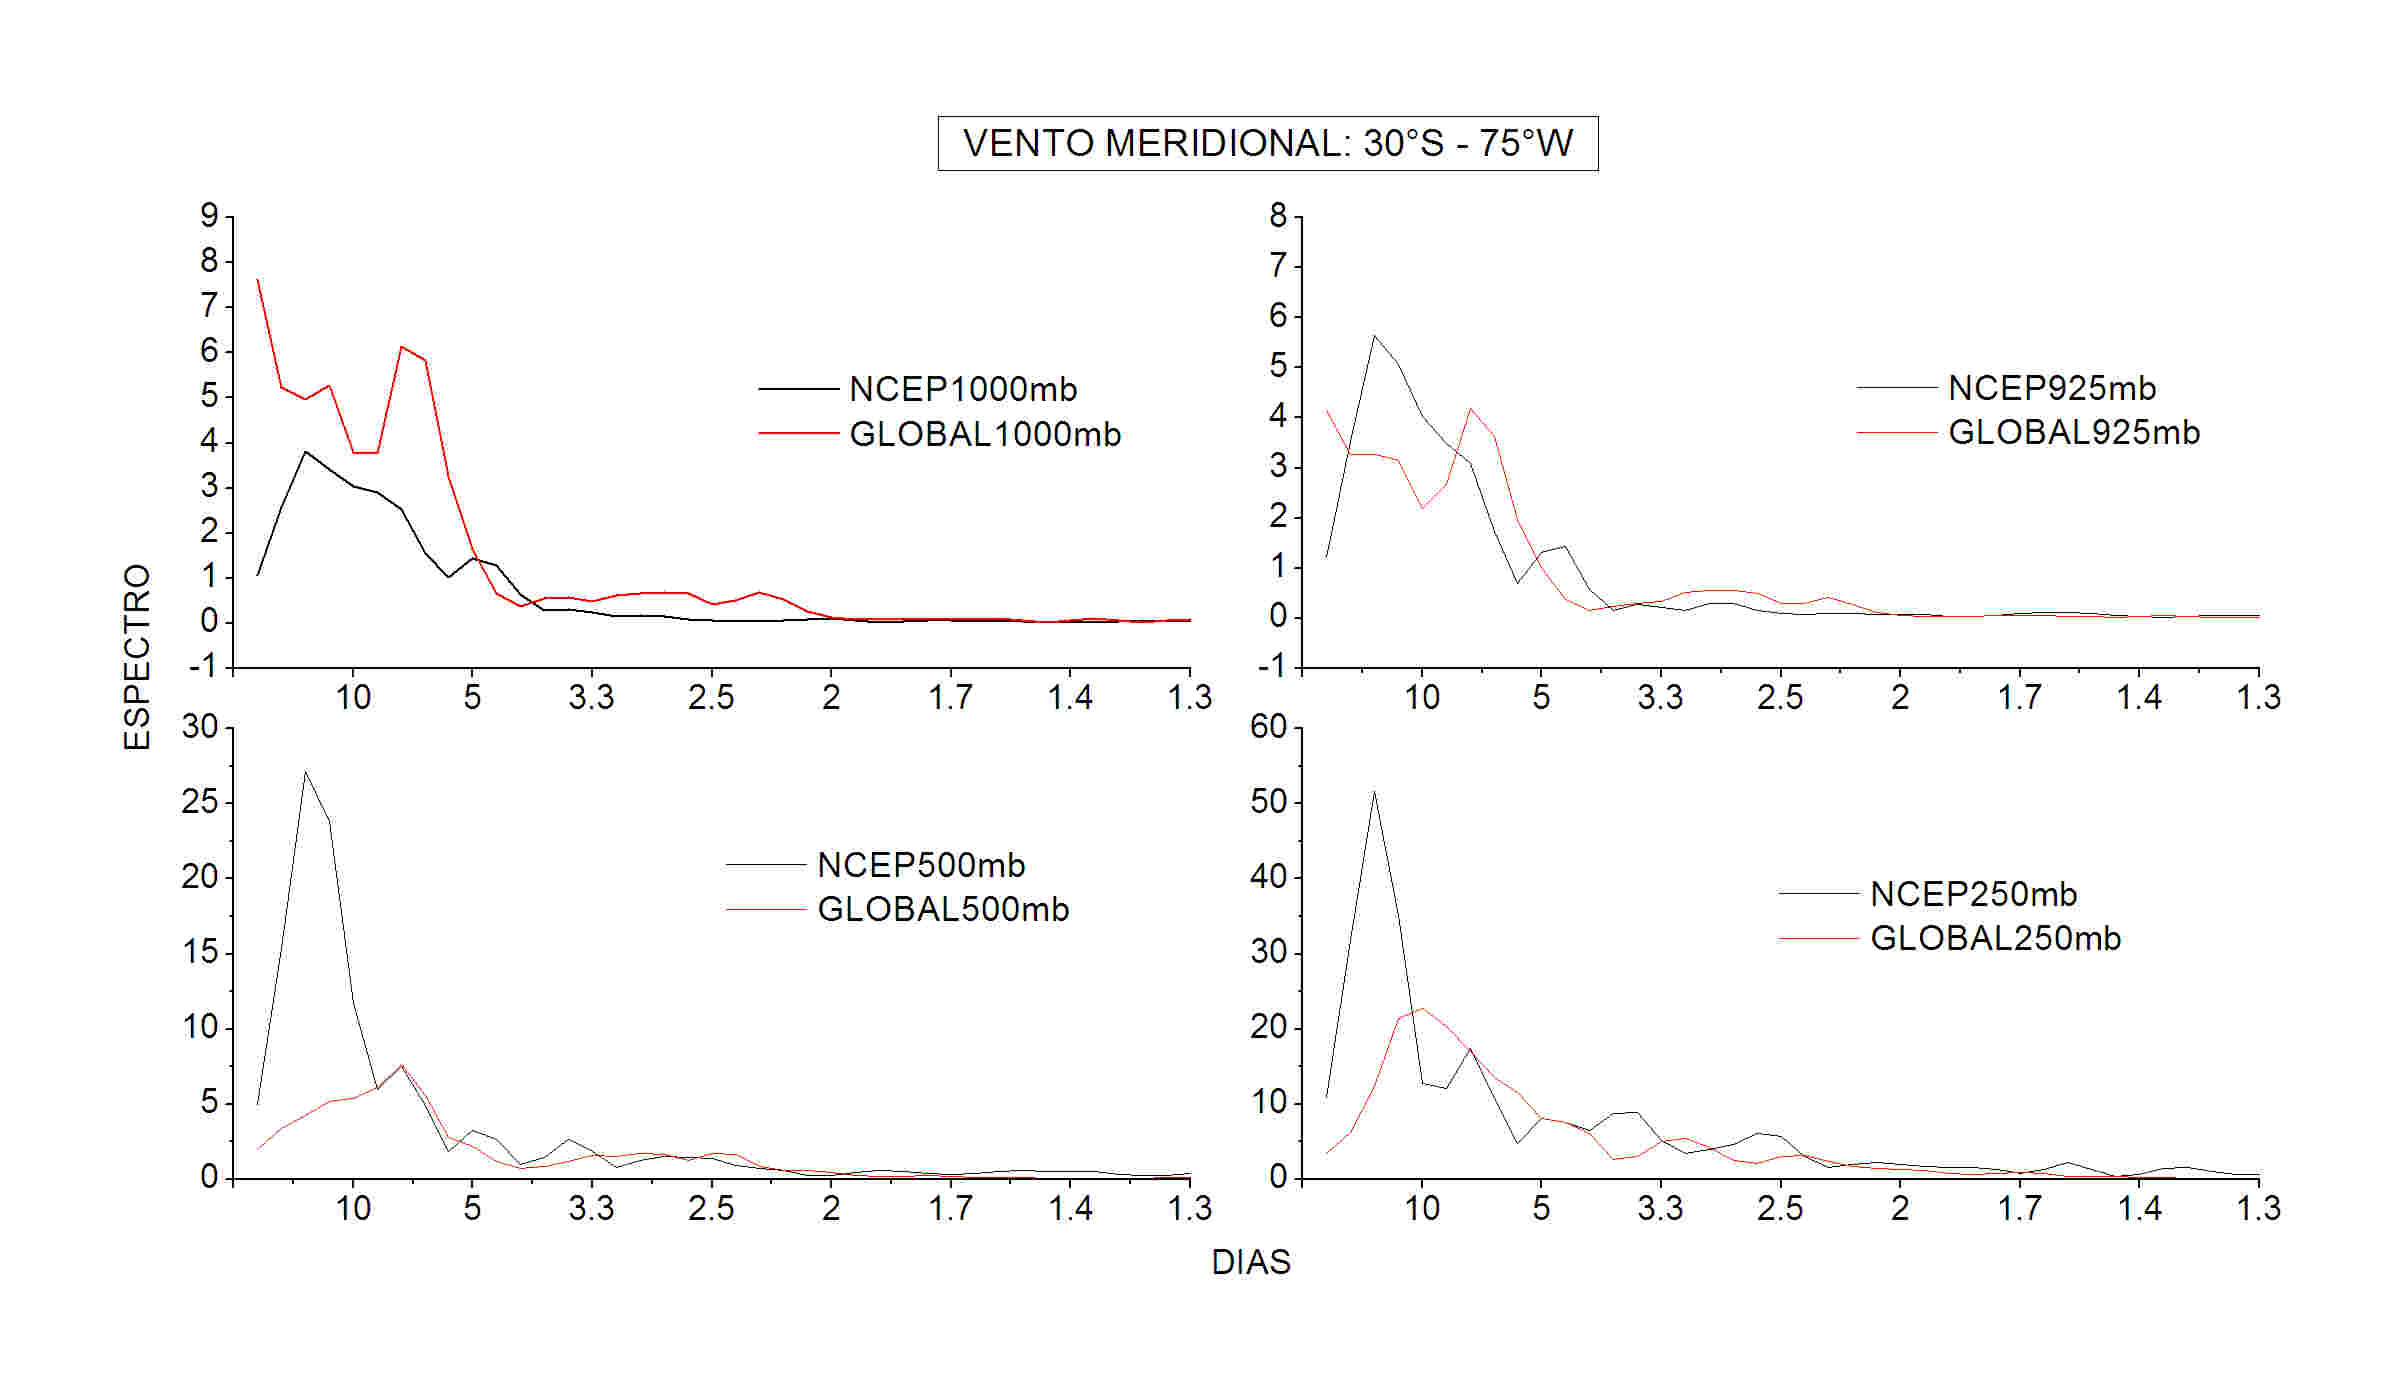 VENTO MERIDIONAL: 30°S - 75°W
9
8
7
6
5
4
3
2
1
0
-1
NCEP1000mb
GLOBAL1000mb
10 5 3.3 2.5 2 1.7 1.4 1.3
8
7
6
5
4
3
2
1
0
-1
NCEP925mb
GLOBAL925mb
10 5 3.3 2.5 2 1.7 1.4 1.3
ESPECTRO
30
25
20
15
10
5
0
NCEP500mb
GLOBAL500mb
10 5 3.3 2.5 2 1.7 1.4 1.3
60
50
40
30
20
10
0
NCEP250mb
GLOBAL250mb
10 5 3.3 2.5 2 1.7 1.4 1.3
DIAS